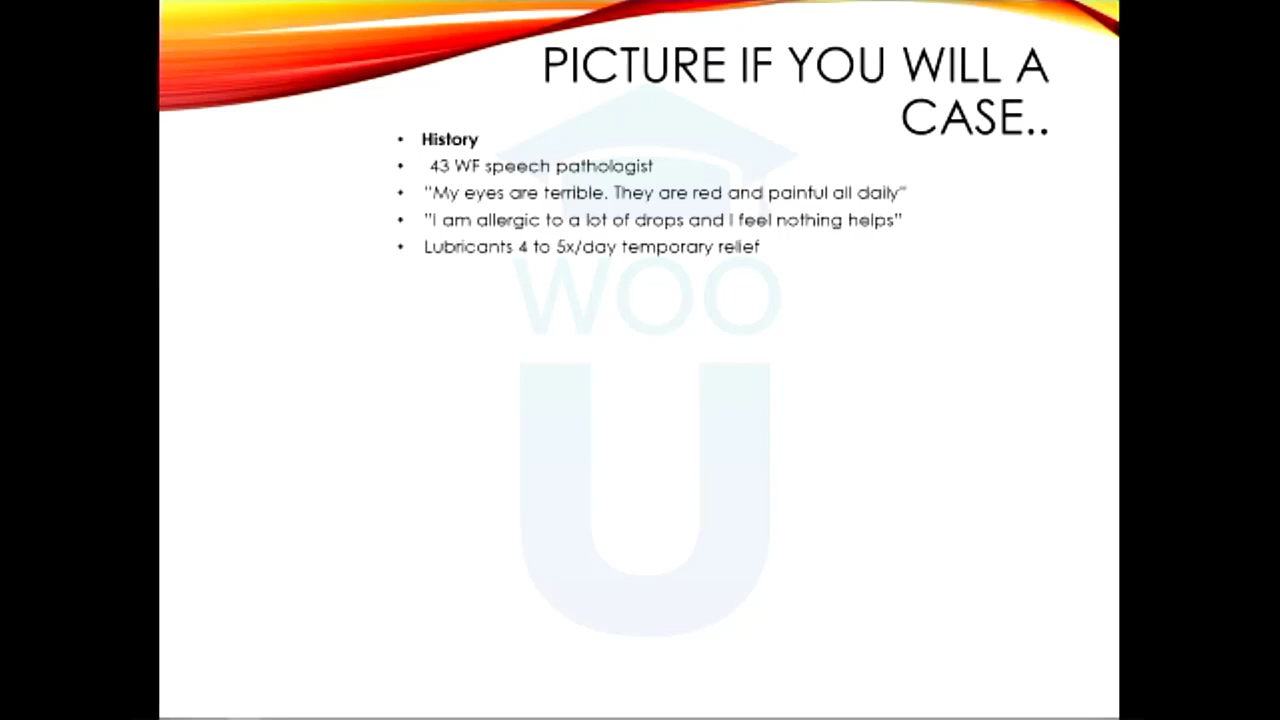 PICTURE IF YOU WILL A
CASE..
• History
• 43 WF speech pathologist
• "My eyes are terrible. They are red and painful all daily"
• "I am allergic to a lot of drops and I feel nothing helps"
• Lubricants 4 to 5x/day temporary relief
WOO
U